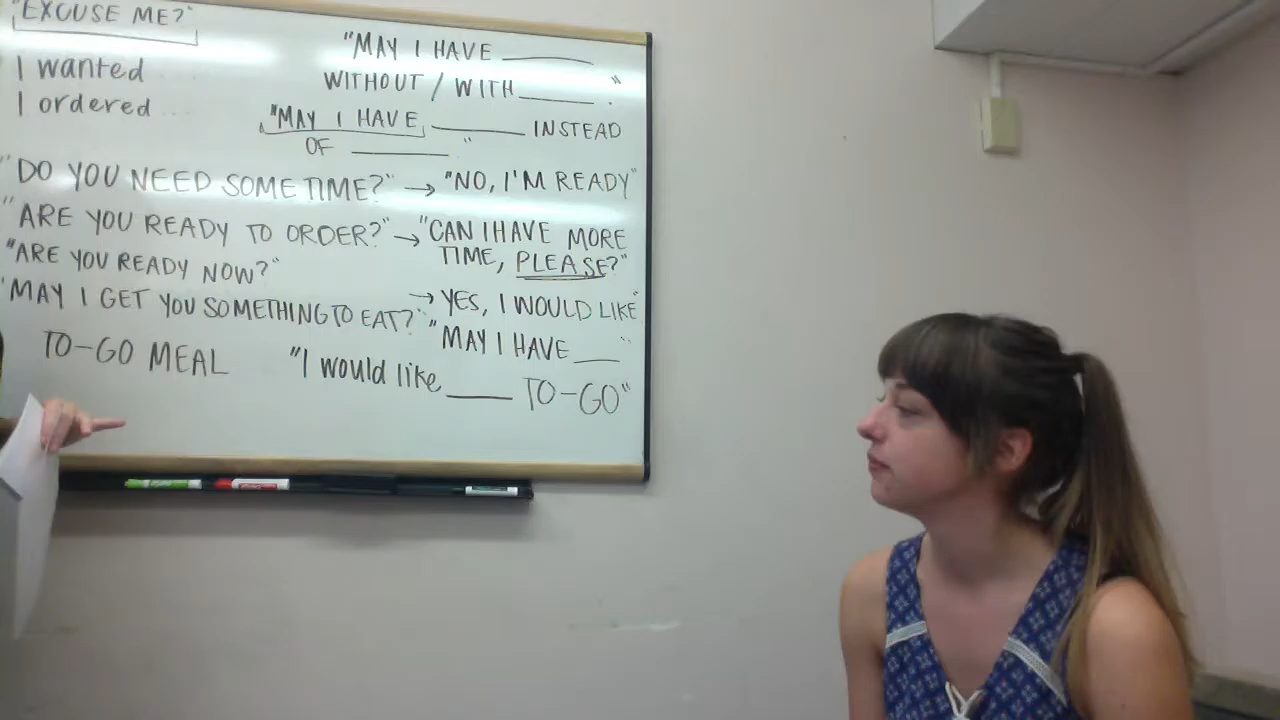 "EXCUSE ME?"
I wanted
I ordered
"MAY I HAVE ______
WITHOUT / WITH ______."
"MAY I HAVE ______ INSTEAD
OF ______"
"DO YOU NEED SOME TIME?" → "NO, I'M READY"
"ARE YOU READY TO ORDER?" → "CAN I HAVE MORE
TIME, PLEASE?"
"ARE YOU READY NOW?"
"MAY I GET YOU SOMETHING TO EAT?" → YES, I WOULD LIKE"
"MAY I HAVE ____"
TO-GO MEAL
"I would like ____ TO-GO"